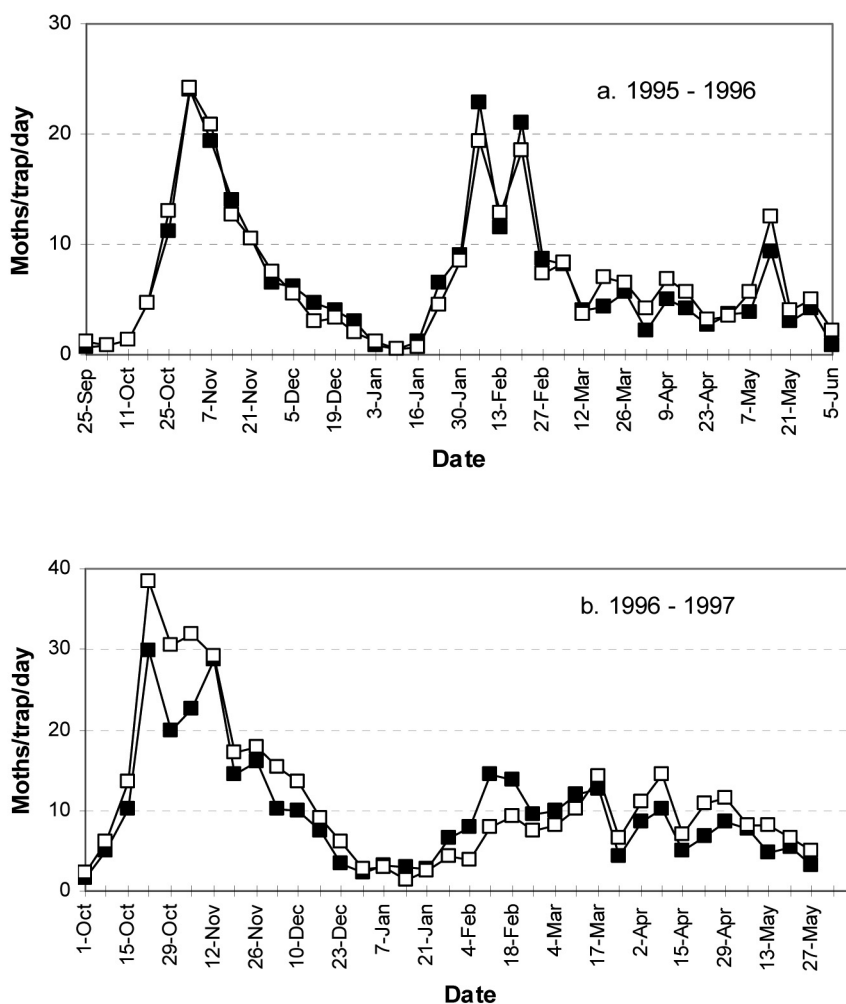 30
20
10
0
Moths/trap/day
a. 1995 - 1996
25-Sep
11-Oct
25-Oct
7-Nov
21-Nov
5-Dec
19-Dec
3-Jan
16-Jan
30-Jan
13-Feb
27-Feb
12-Mar
26-Mar
9-Apr
23-Apr
7-May
21-May
5-Jun
Date
40
30
20
10
0
Moths/trap/day
b. 1996 - 1997
1-Oct
15-Oct
29-Oct
12-Nov
26-Nov
10-Dec
23-Dec
7-Jan
21-Jan
4-Feb
18-Feb
4-Mar
17-Mar
2-Apr
15-Apr
29-Apr
13-May
27-May
Date